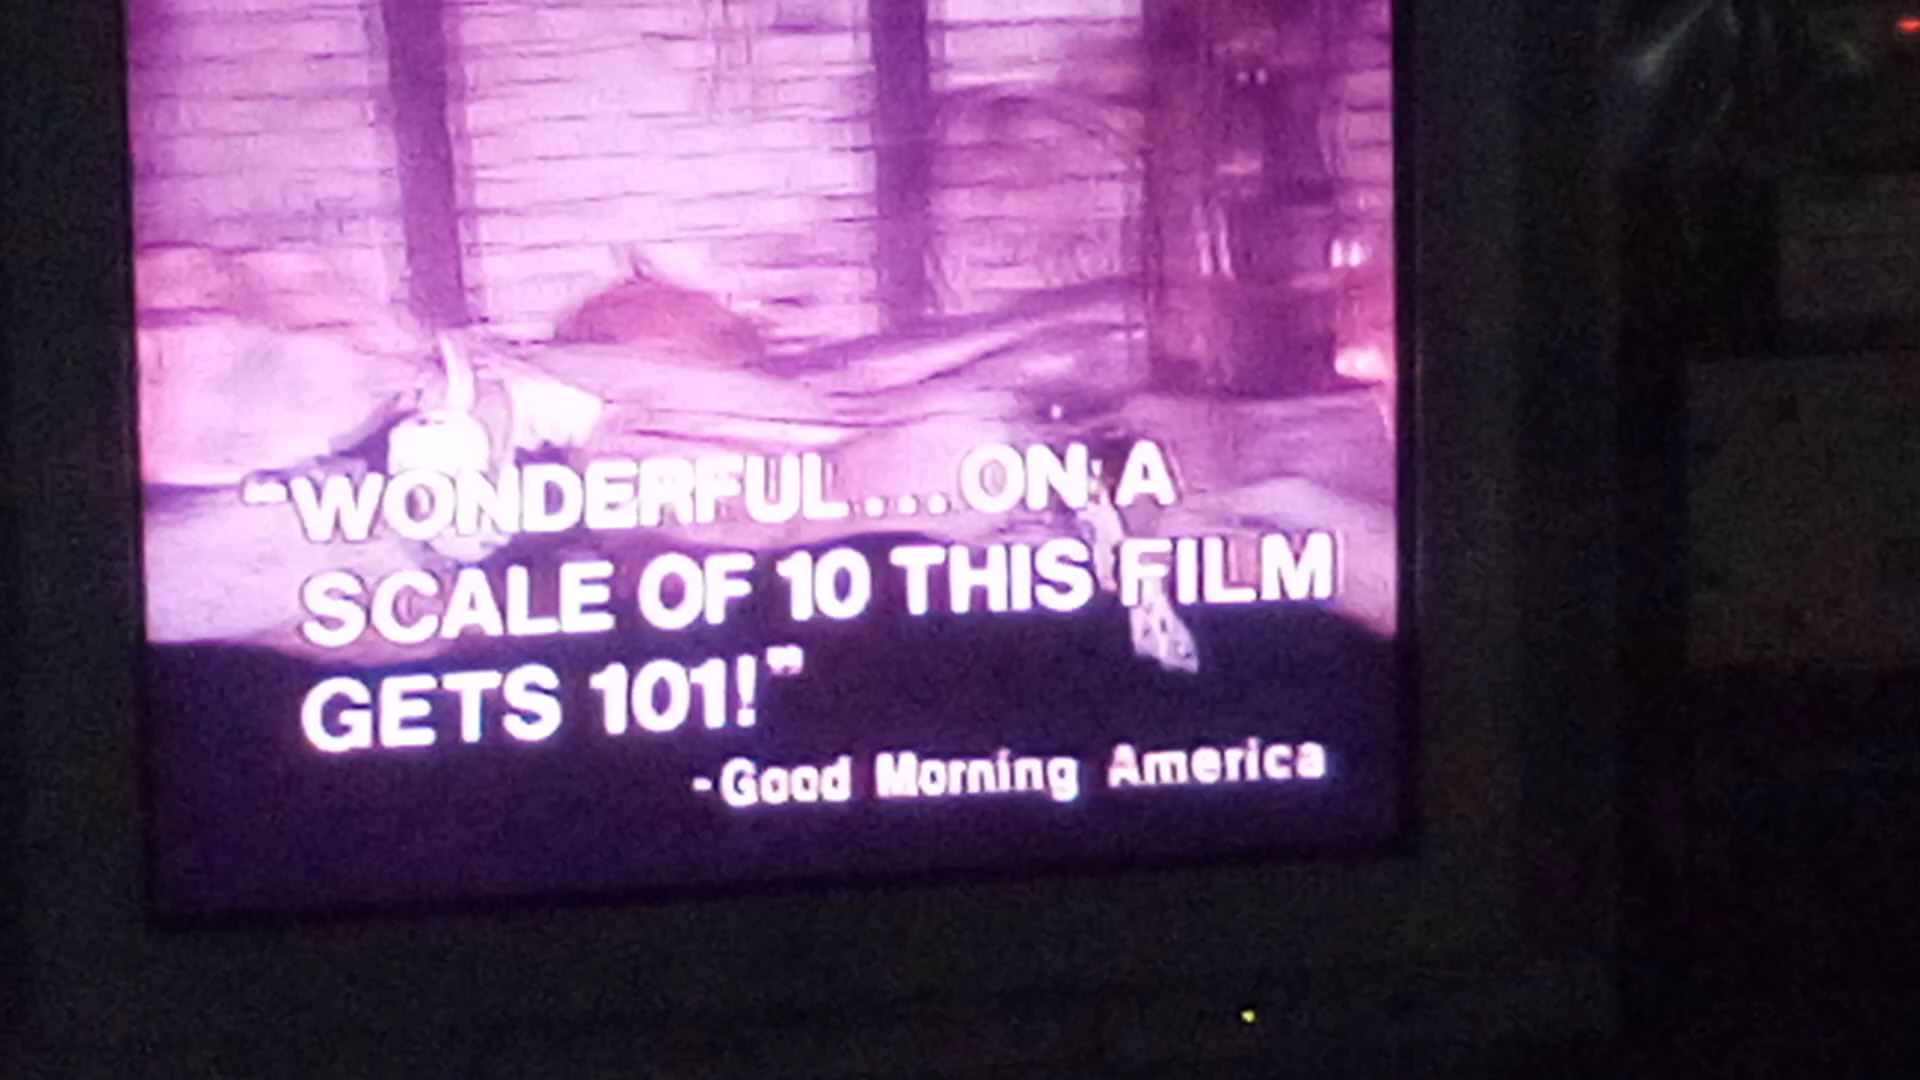 “WONDERFUL...ON A
SCALE OF 10 THIS FILM
GETS 101!”
-Good Morning America